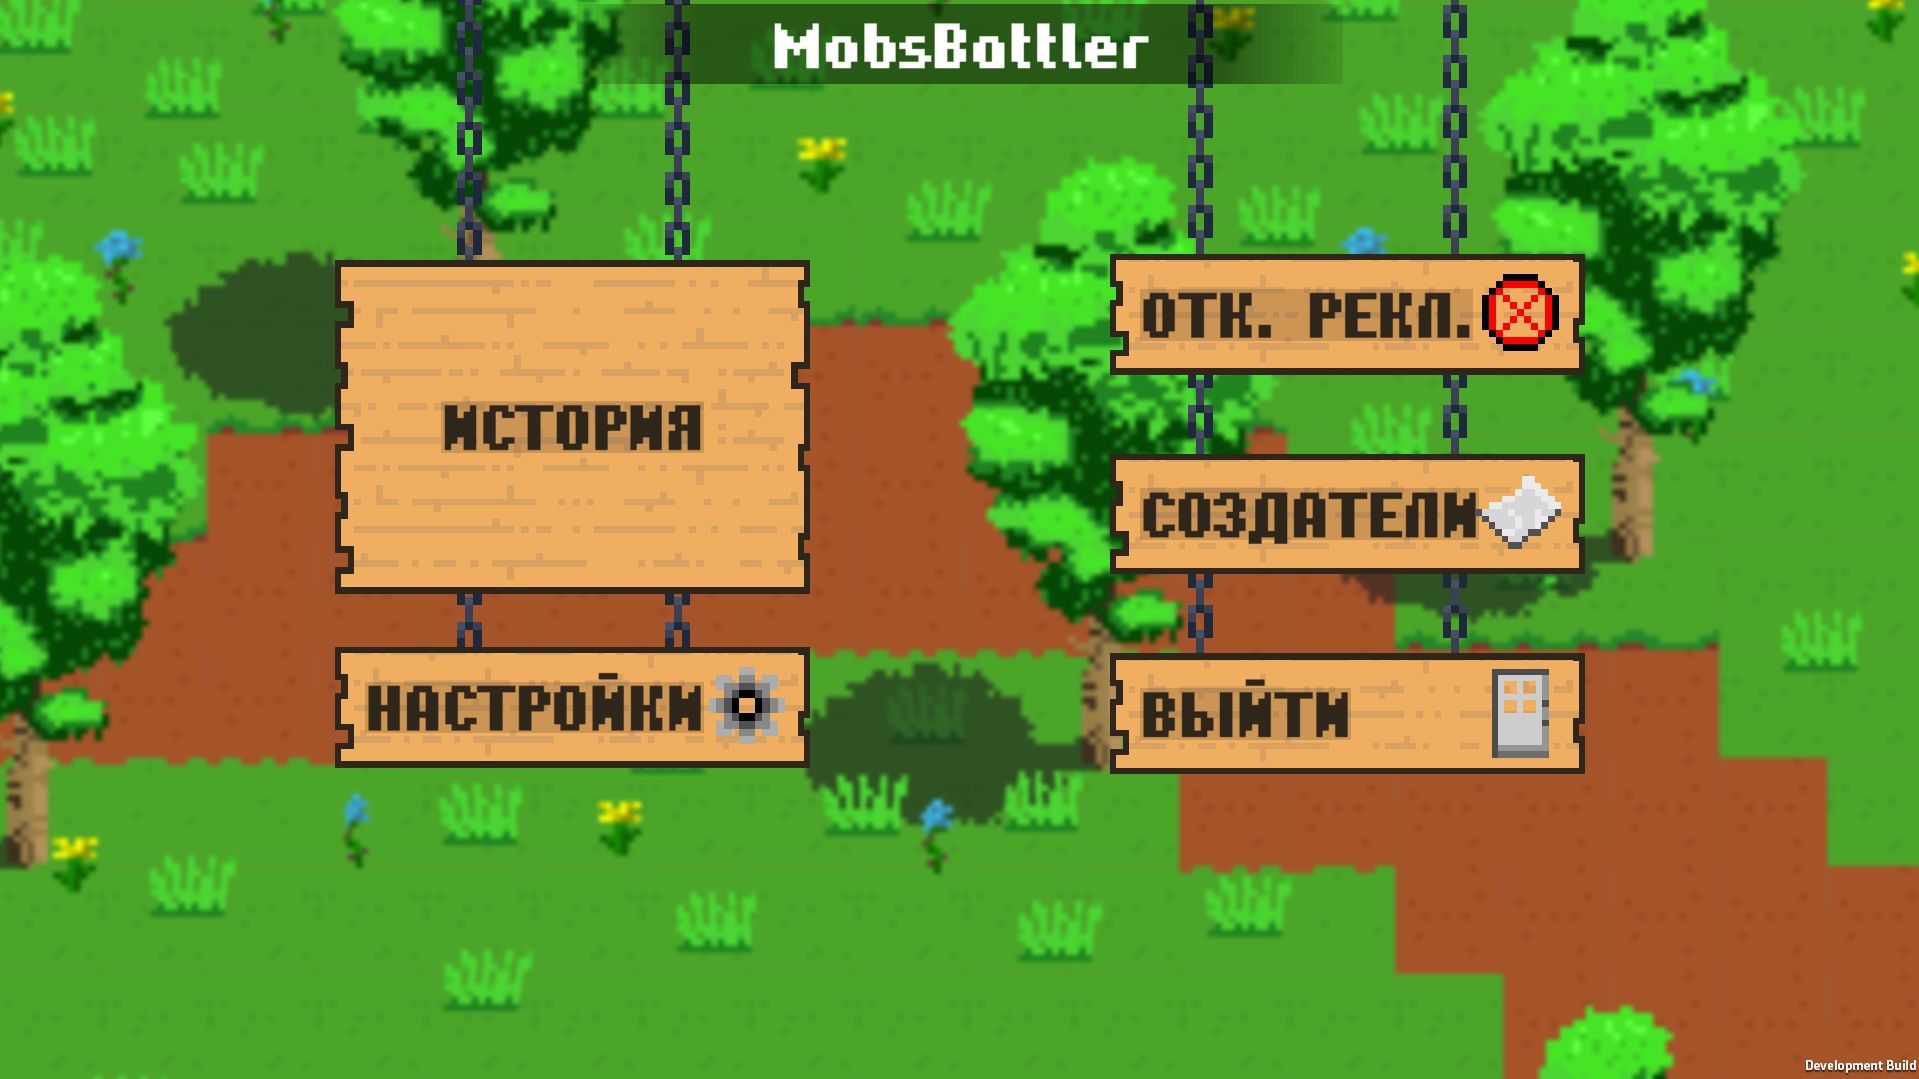 MobsBattler
ИСТОРИЯ
НАСТРОЙКИ
ОТК. РЕКЛ.
СОЗДАТЕЛИ
ВЫЙТИ
Development Build